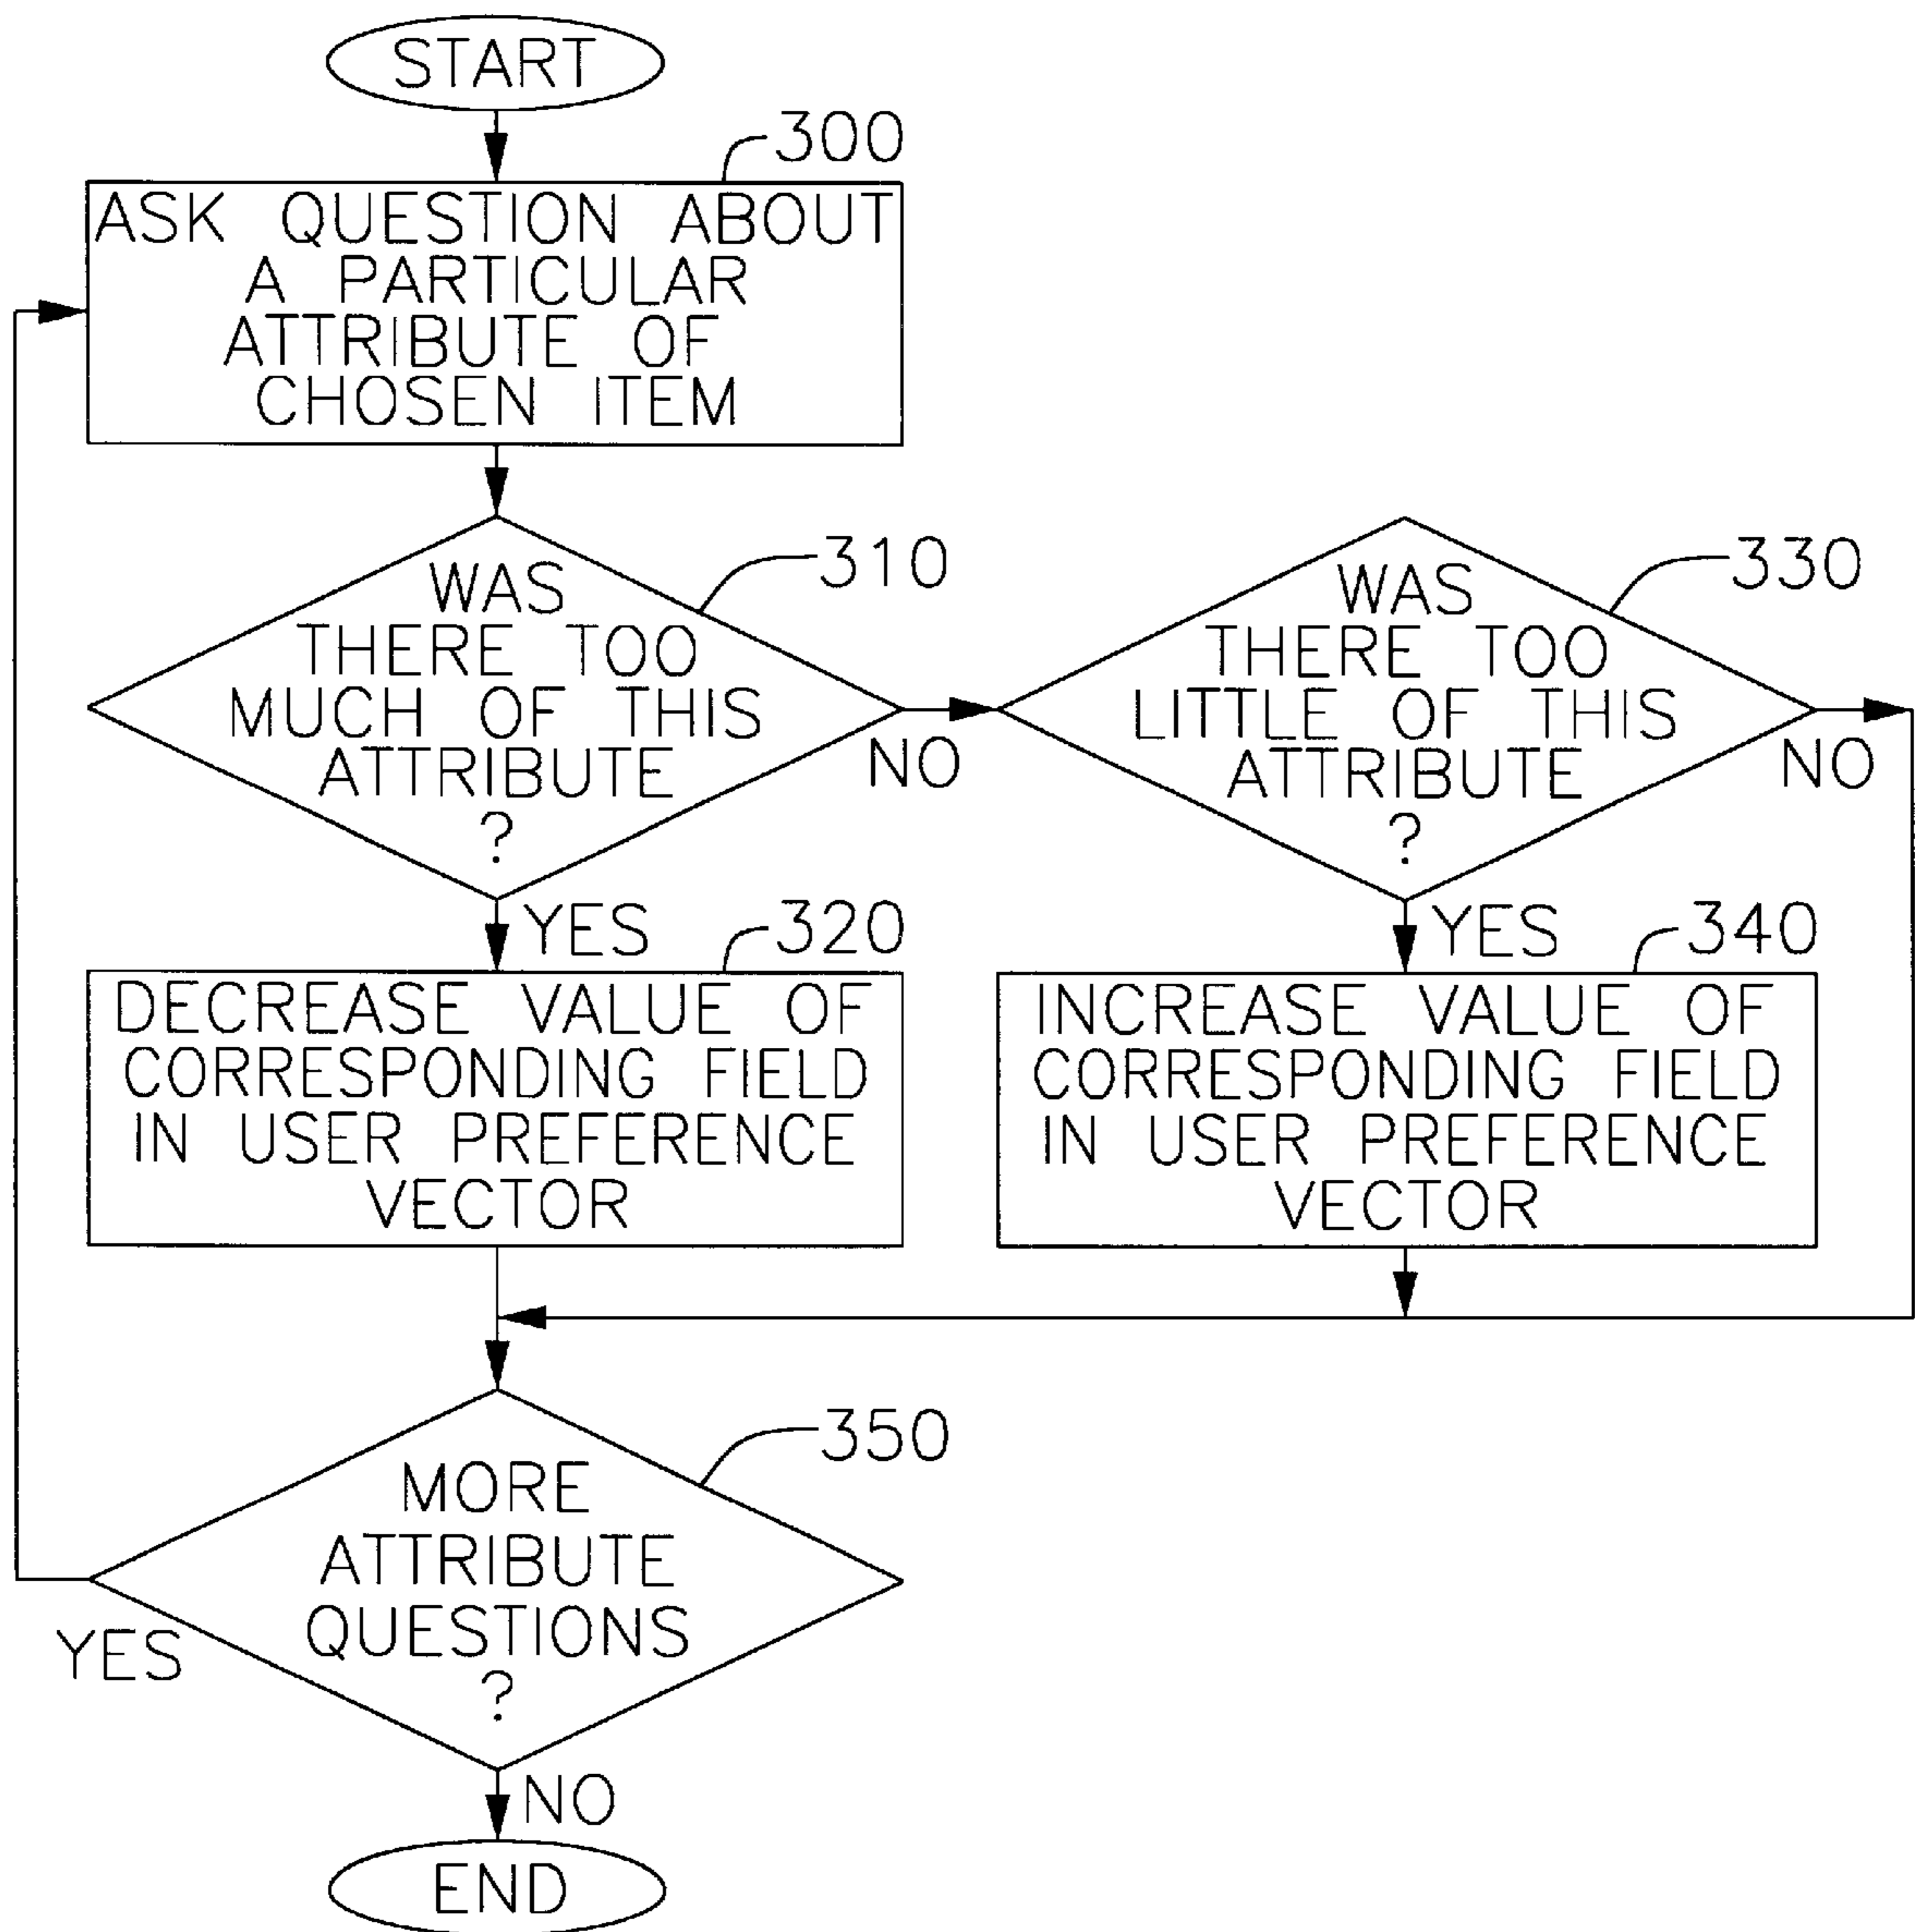 START
300
ASK QUESTION ABOUT
A PARTICULAR
ATTRIBUTE OF
CHOSEN ITEM
310
WAS
THERE TOO
MUCH OF THIS
ATTRIBUTE
?
NO
330
WAS
THERE TOO
LITTLE OF THIS
ATTRIBUTE
?
NO
YES
320
DECREASE VALUE OF
CORRESPONDING FIELD
IN USER PREFERENCE
VECTOR
YES
340
INCREASE VALUE OF
CORRESPONDING FIELD
IN USER PREFERENCE
VECTOR
350
MORE
ATTRIBUTE
QUESTIONS
?
YES
NO
END